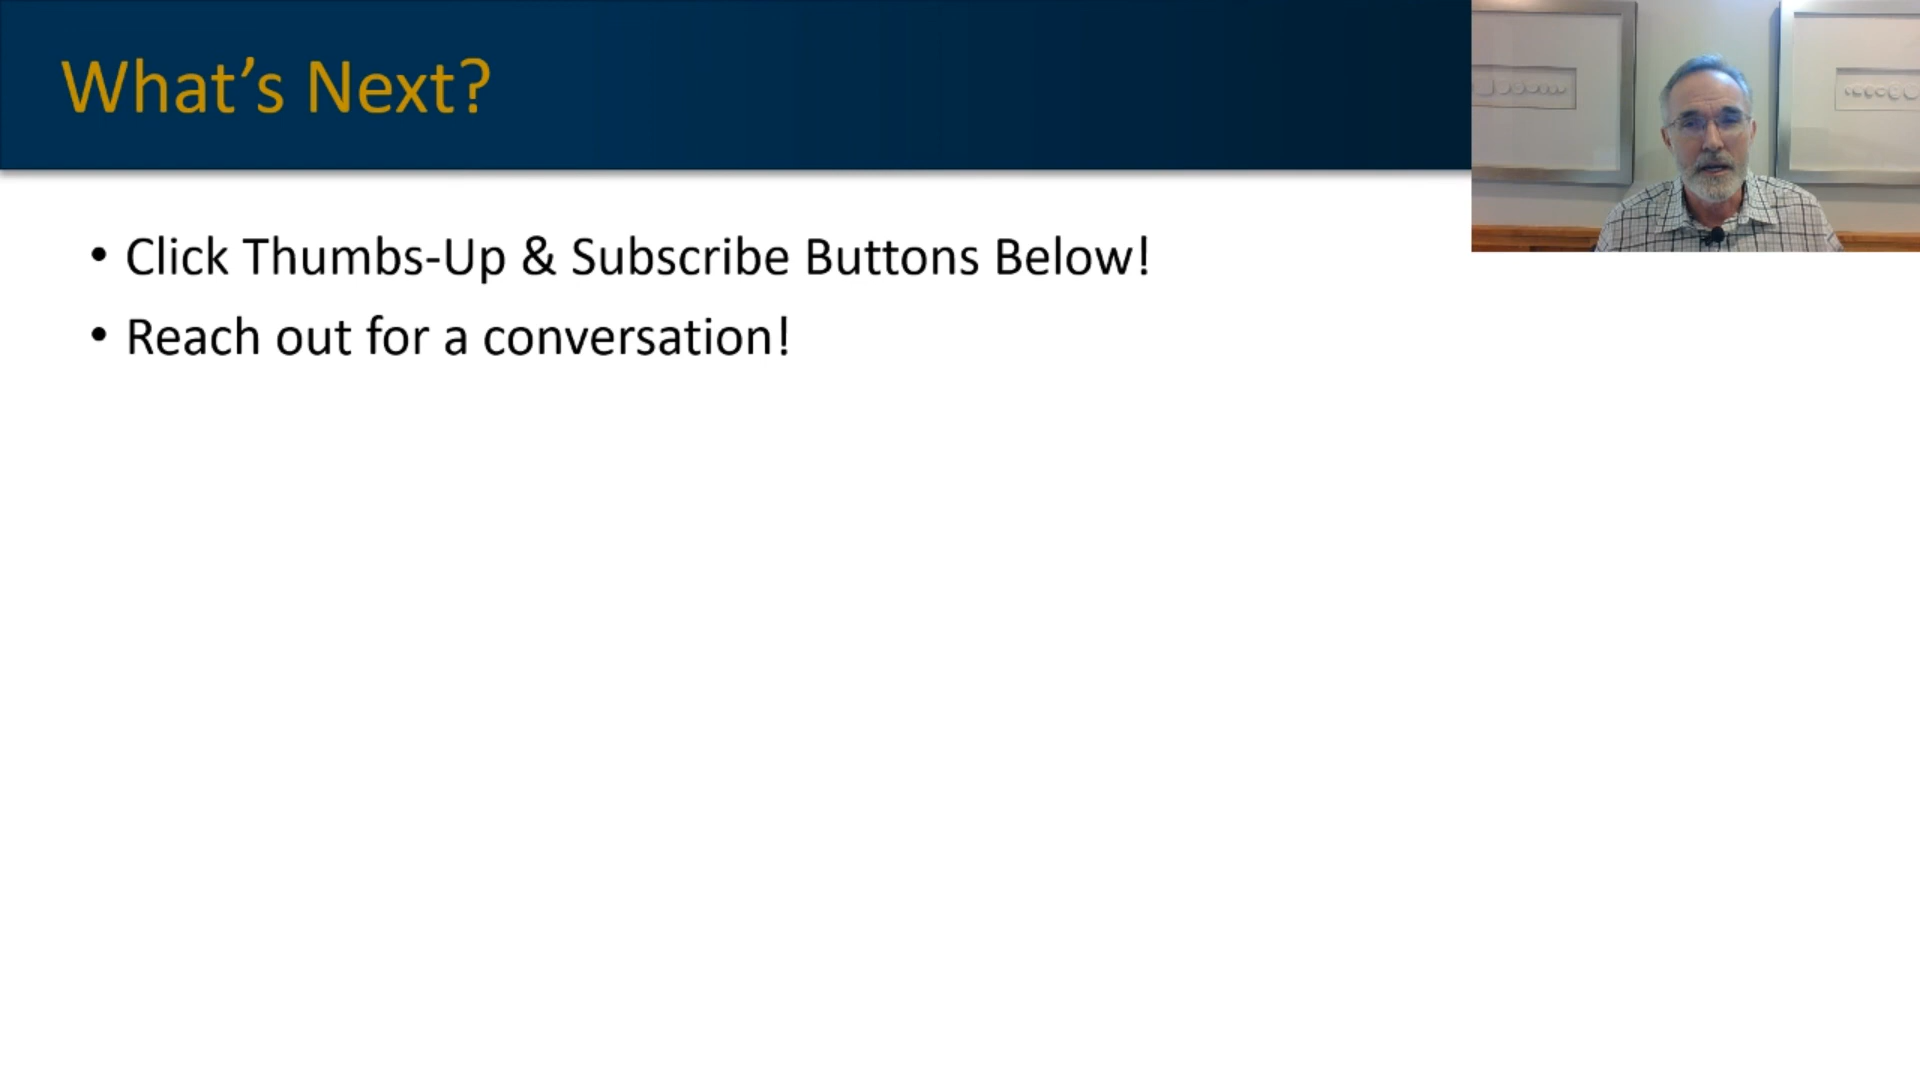 What’s Next?
• Click Thumbs-Up & Subscribe Buttons Below!
• Reach out for a conversation!